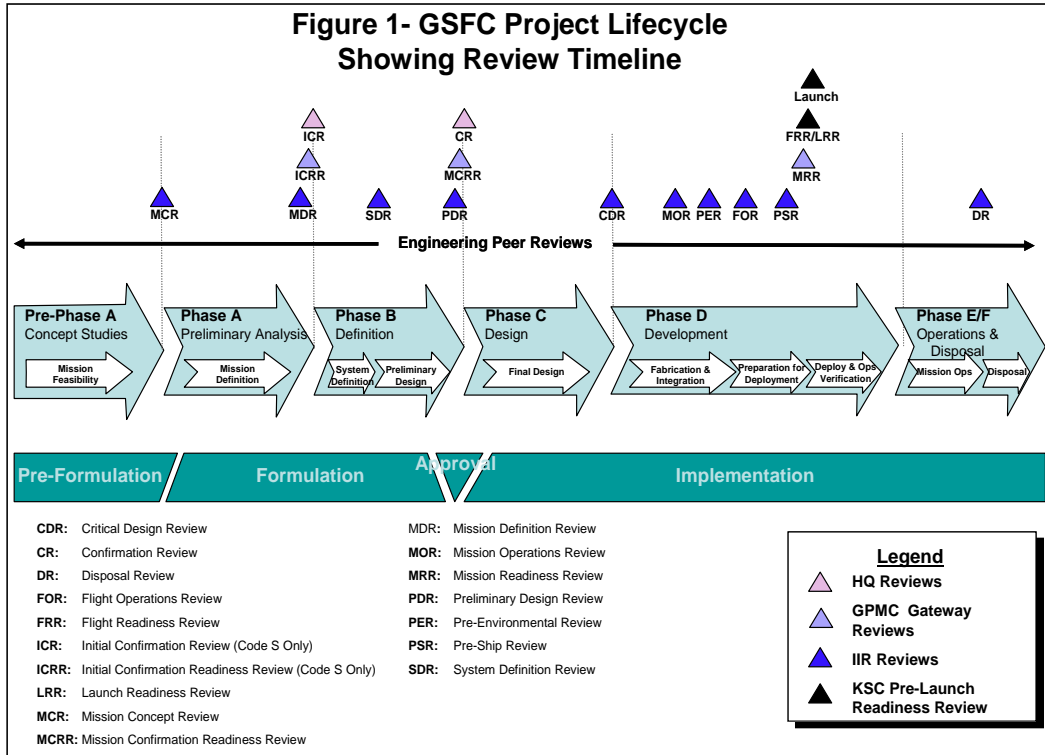 Figure 1- GSFC Project Lifecycle
Showing Review Timeline
Launch
ICR
CR
FRR/LRR
ICRR
MCRR
MRR
MCR
MDR
SDR
PDR
CDR
MOR
PER
FOR
PSR
DR
Engineering Peer Reviews
Pre-Phase A
Concept Studies
Mission
Feasibility
Phase A
Preliminary Analysis
Mission
Definition
Phase B
Definition
System
Definition
Preliminary
Design
Phase C
Design
Final Design
Phase D
Development
Fabrication &
Integration
Preparation for
Deployment
Deploy & Ops
Verification
Phase E/F
Operations &
Disposal
Mission Ops
Disposal
Pre-Formulation
Formulation
Approval
Implementation
CDR: Critical Design Review
CR: Confirmation Review
DR: Disposal Review
FOR: Flight Operations Review
FRR: Flight Readiness Review
ICR: Initial Confirmation Review (Code S Only)
ICRR: Initial Confirmation Readiness Review (Code S Only)
LRR: Launch Readiness Review
MCR: Mission Concept Review
MCRR: Mission Confirmation Readiness Review
MDR: Mission Definition Review
MOR: Mission Operations Review
MRR: Mission Readiness Review
PDR: Preliminary Design Review
PER: Pre-Environmental Review
PSR: Pre-Ship Review
SDR: System Definition Review
Legend
HQ Reviews
GPMC Gateway
Reviews
IIR Reviews
KSC Pre-Launch
Readiness Review